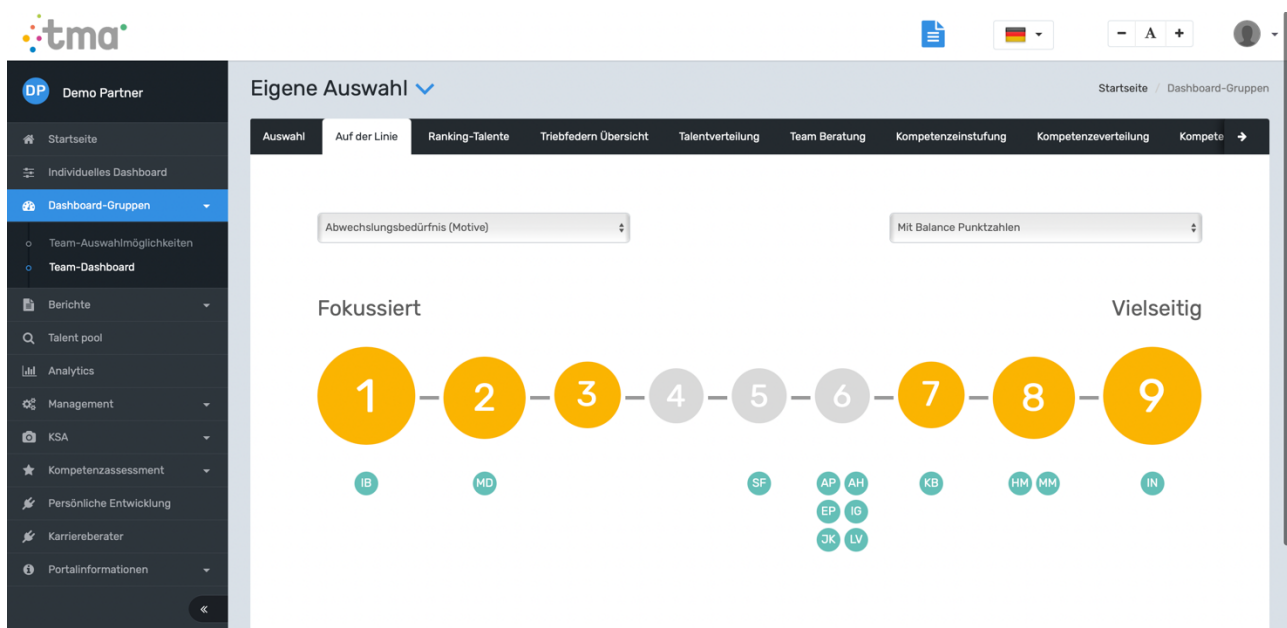 tma
A
DP Demo Partner
Eigene Auswahl
Startseite / Dashboard-Gruppen
Startseite
Individuelles Dashboard
Dashboard-Gruppen
Team-Auswahlmöglichkeiten
Team-Dashboard
Berichte
Talent pool
Analytics
Management
KSA
Kompetenzassessment
Persönliche Entwicklung
Karriereberater
Portalinformationen
Auswahl Auf der Linie Ranking-Talente Triebfedern Übersicht Talentverteilung Team Beratung Kompetenzeinstufung Kompetenzeverteilung Kompete
Abwechslungsbedürfnis (Motive) Mit Balance Punktzahlen
Fokussiert Vielseitig
1 2 3 4 5 6 7 8 9
IB MD SF AP AH KB HM MM IN
EP IG
JK LV